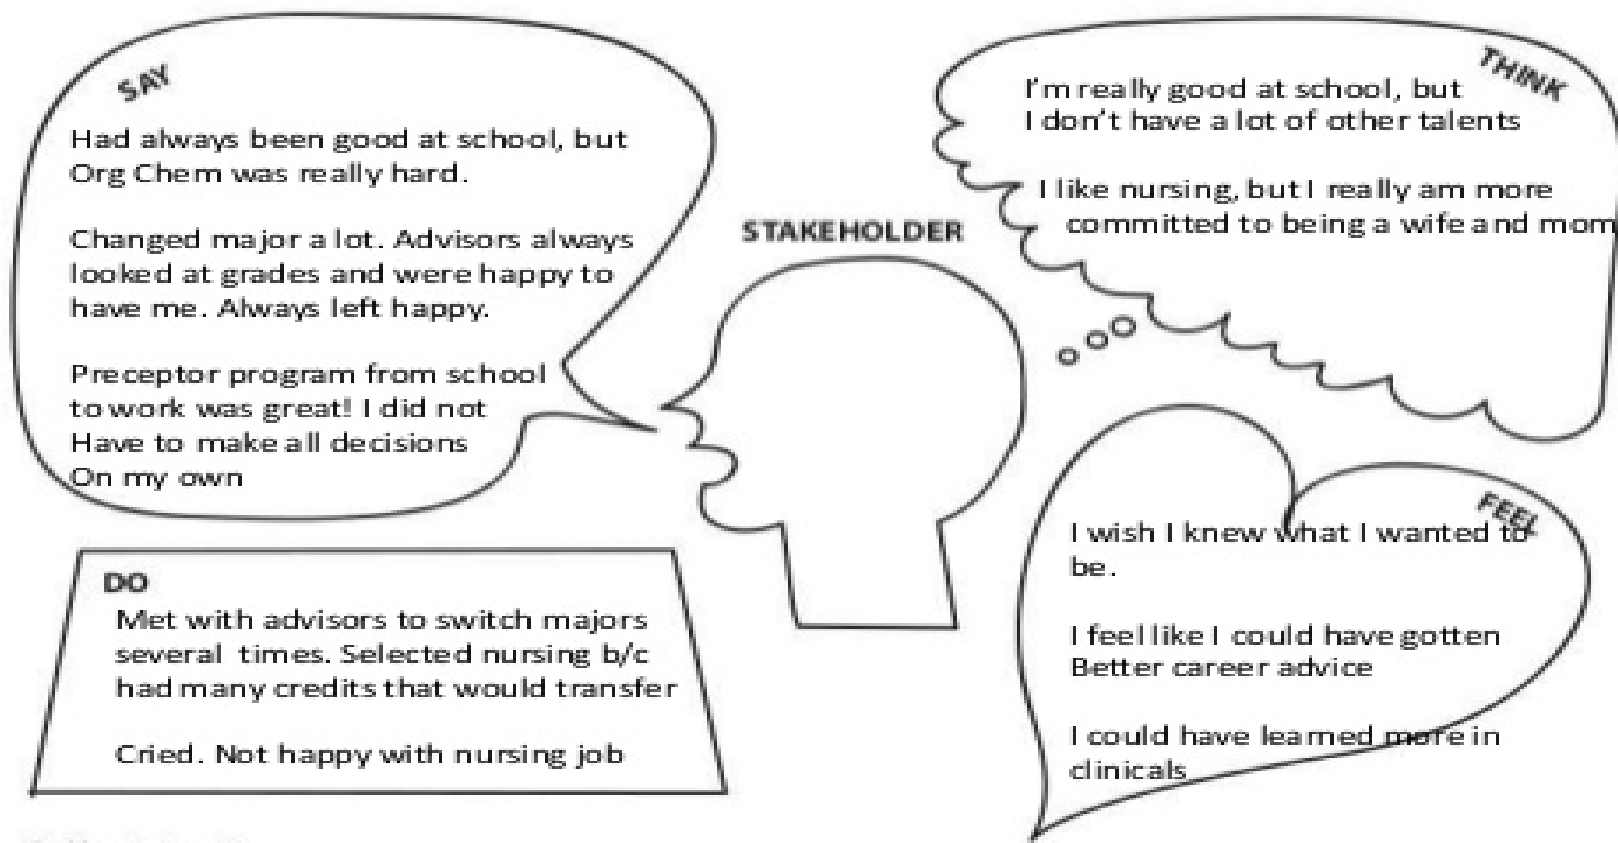 SAY
Had always been good at school, but
Org Chem was really hard.
Changed major a lot. Advisors always
looked at grades and were happy to
have me. Always left happy.
Preceptor program from school
to work was great! I did not
Have to make all decisions
On my own
THINK
I'm really good at school, but
I don't have a lot of other talents
I like nursing, but I really am more
committed to being a wife and mom
STAKEHOLDER
DO
Met with advisors to switch majors
several times. Selected nursing b/c
had many credits that would transfer
Cried. Not happy with nursing job
FEEL
I wish I knew what I wanted to
be.
I feel like I could have gotten
Better career advice
I could have learned more in
clinicals